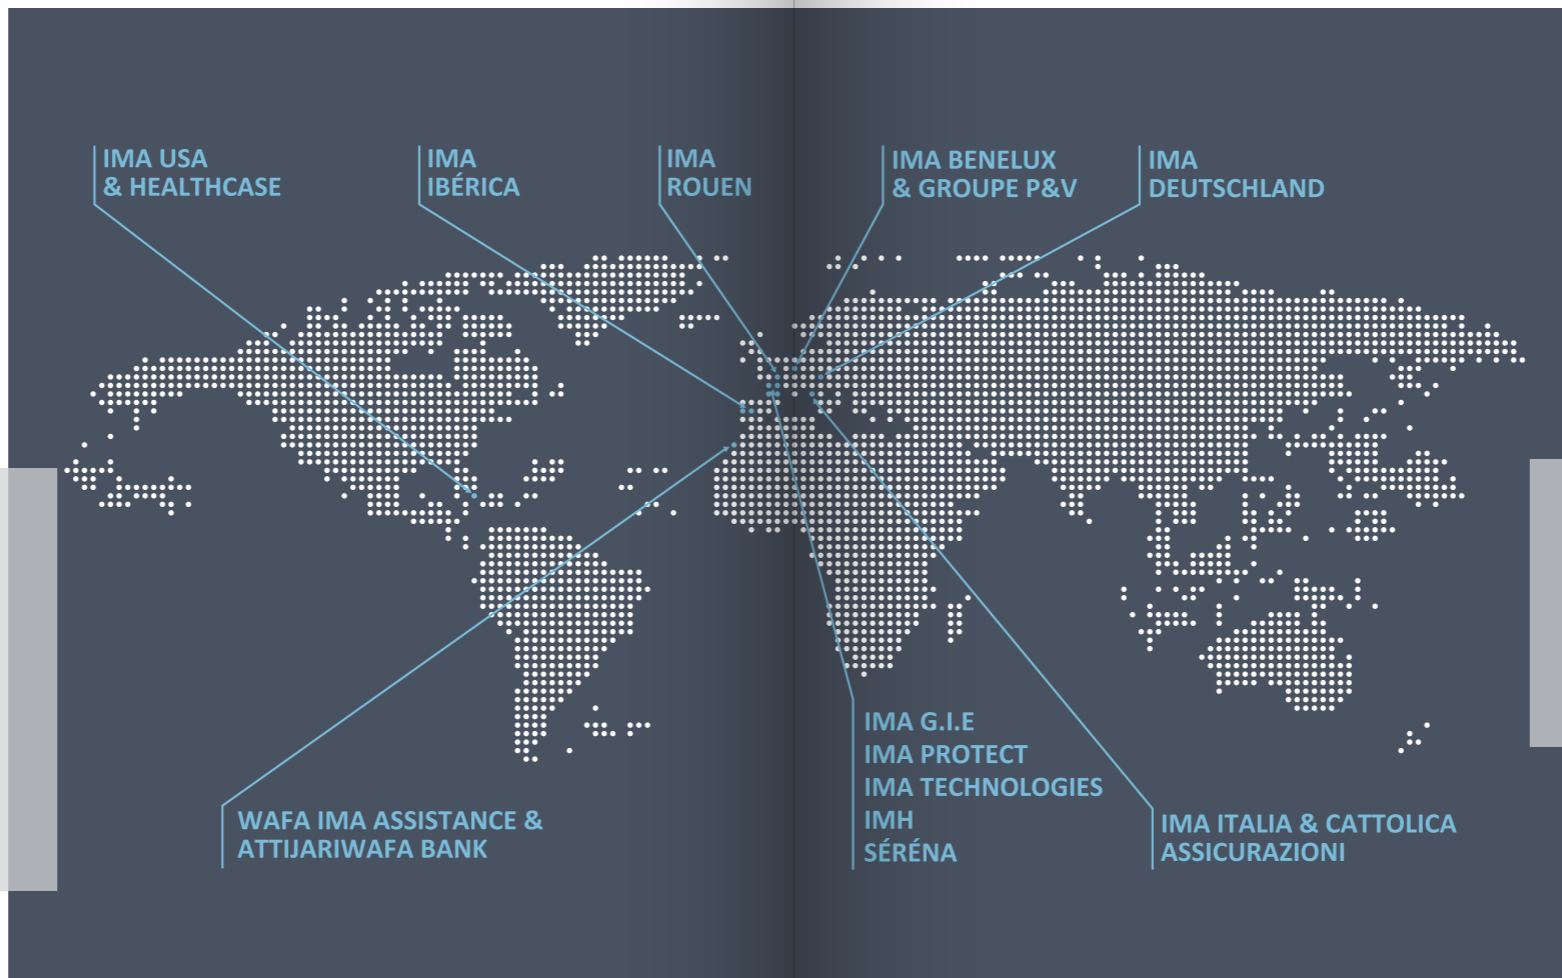 IMA USA
& HEALTHCASE
IMA
IBÉRICA
IMA
ROUEN
IMA BENELUX
& GROUPE P&V
IMA
DEUTSCHLAND
WAFA IMA ASSISTANCE &
ATTIJARIWAFA BANK
IMA G.I.E
IMA PROTECT
IMA TECHNOLOGIES
IMH
SÉRÉNA
IMA ITALIA & CATTOLICA
ASSICURAZIONI